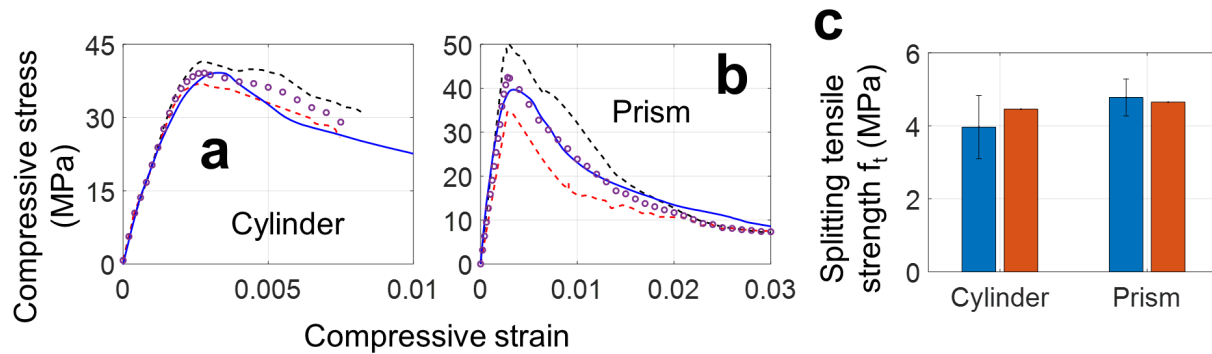 Compressive stress
(MPa)
45
30
15
0
a
Cylinder
0
0.005
0.01
50
40
30
20
10
0
b
Prism
0
0.01
0.02
0.03
Compressive strain
c
Splitting tensile
strength f_t (MPa)
6
4
2
0
Cylinder
Prism